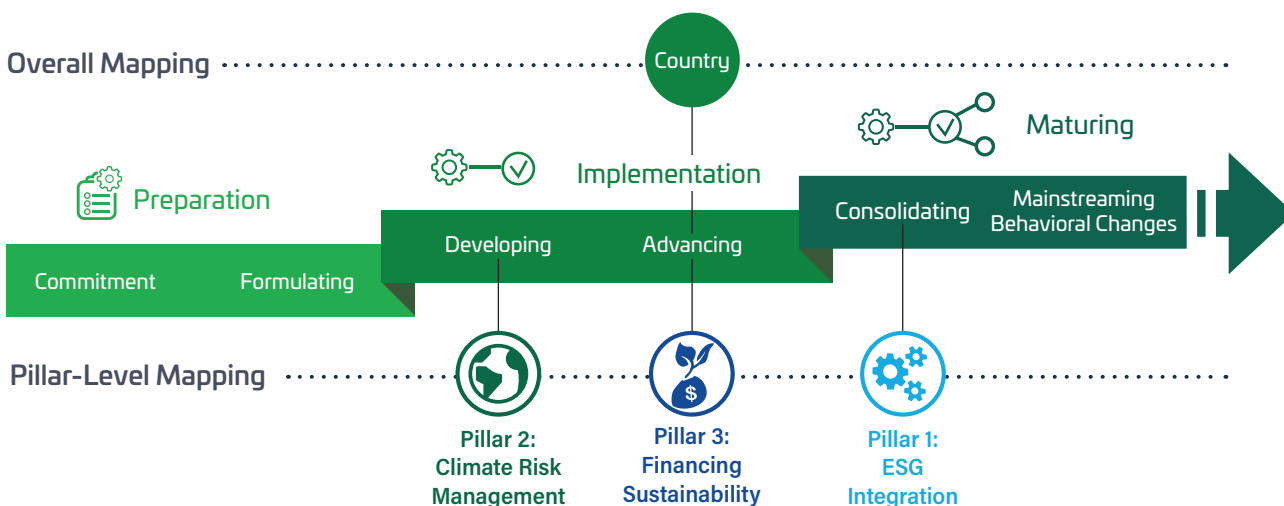 Overall Mapping
Country
Maturing
Implementation
Preparation
Consolidating
Mainstreaming
Behavioral Changes
Developing
Advancing
Commitment
Formulating
Pillar-Level Mapping
$
Pillar 2:
Climate Risk
Management
Pillar 3:
Financing
Sustainability
Pillar 1:
ESG
Integration